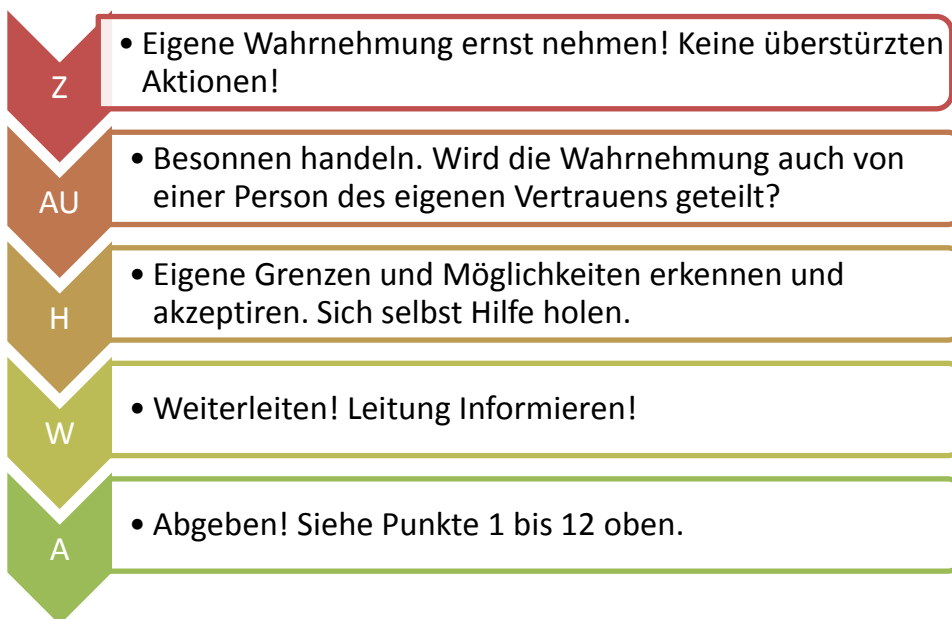 Z
• Eigene Wahrnehmung ernst nehmen! Keine überstürzten
Aktionen!
AU
• Besonnen handeln. Wird die Wahrnehmung auch von
einer Person des eigenen Vertrauens geteilt?
H
• Eigene Grenzen und Möglichkeiten erkennen und
akzeptiren. Sich selbst Hilfe holen.
W
• Weiterleiten! Leitung Informieren!
A
• Abgeben! Siehe Punkte 1 bis 12 oben.